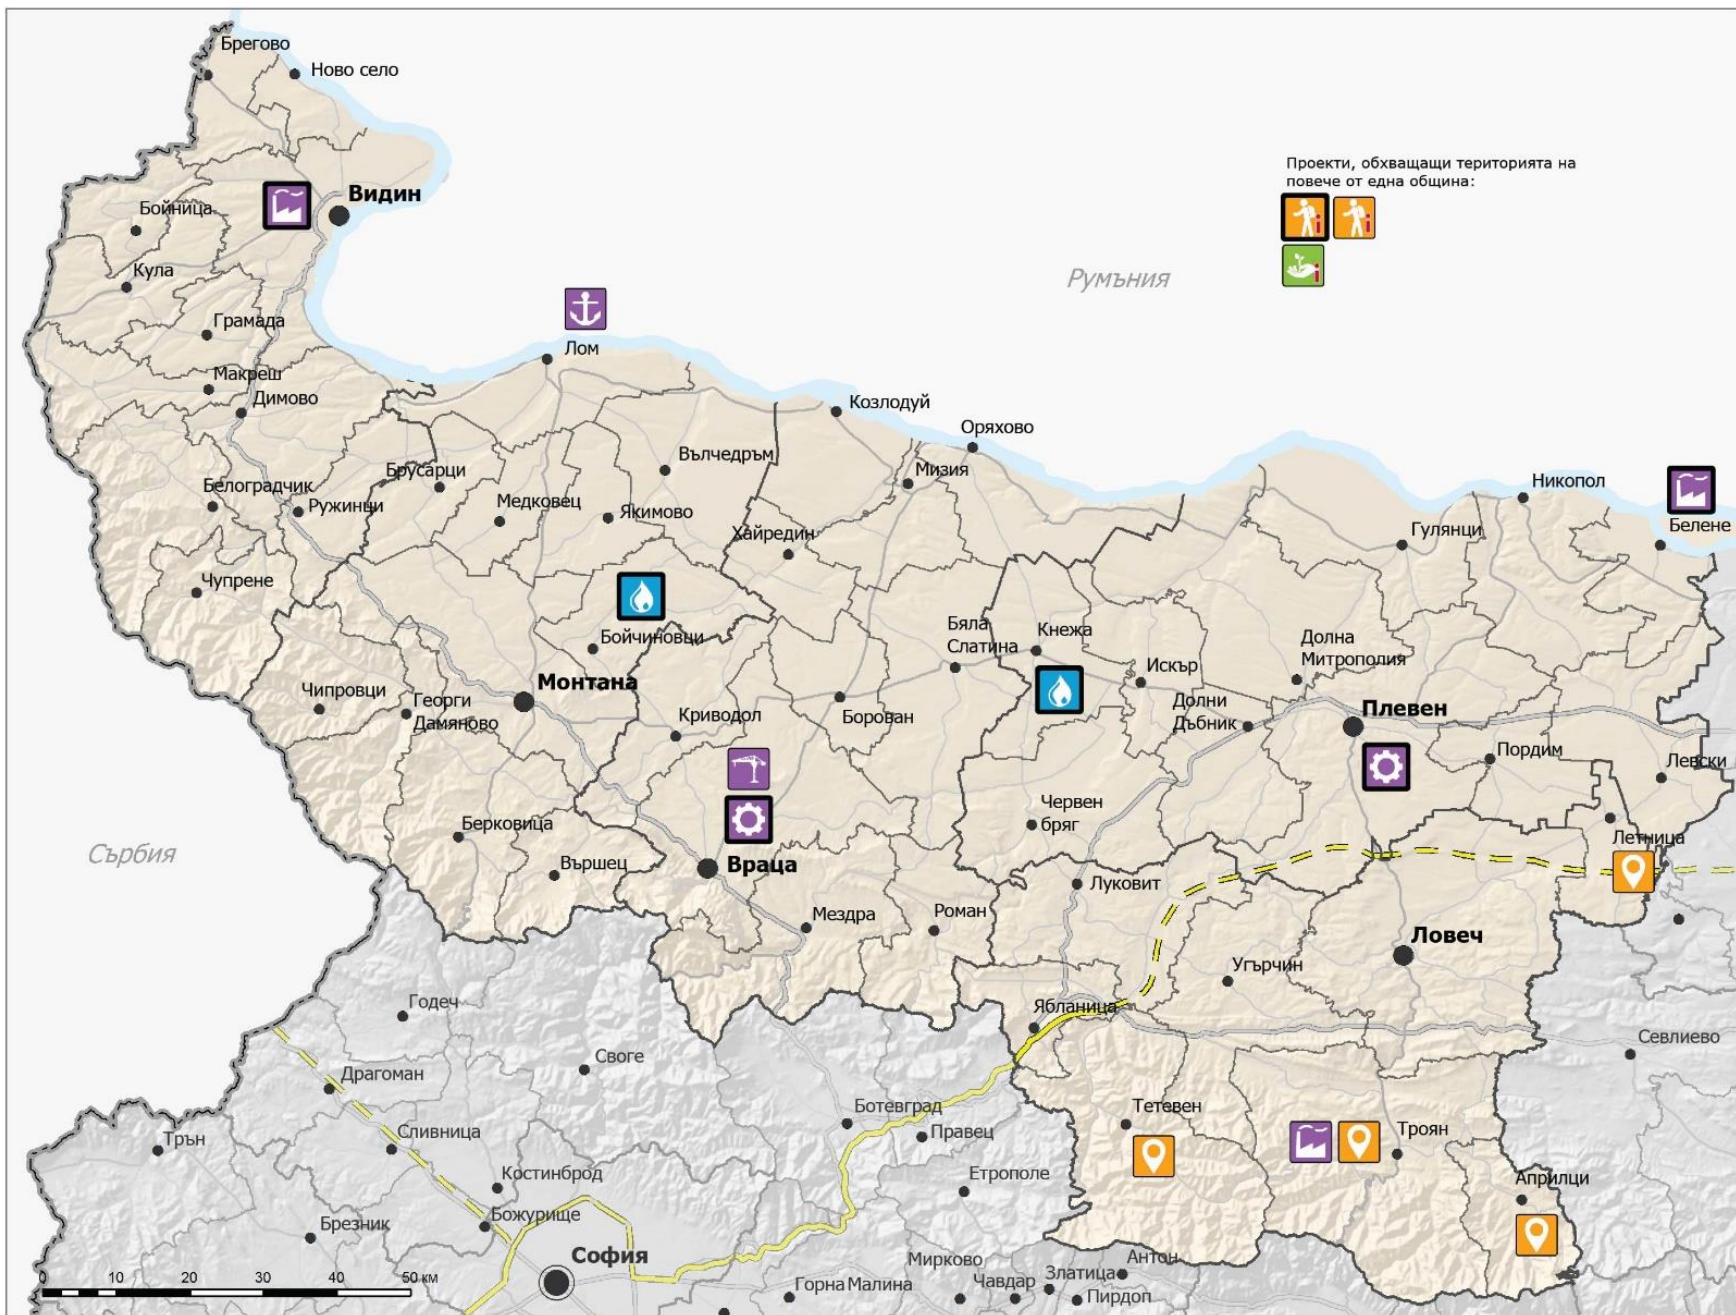 Брегово
Ново село
Проекти, обхващащи територията на
повече от една община:
Видин
Бойница
Кула
Румъния
Грамада
Лом
Макреш
Димово
Козлодуй
Оряхово
Вълчедръм
Брусарци
Мизия
Белоградчик
Ружинци
Медковец
Якимово
Никопол
Хайредин
Гулянци
Белене
Чупрене
Бойчиновци
Бяла
Слатина
Кнежа
Долна
Митрополия
Искър
Монтана
Чипровци
Георги
Дамяново
Криводол
Борован
Долни
Дъбник
Плевен
Пордим
Левски
Червен
бряг
Берковица
Летница
Сърбия
Вършец
Враца
Луковит
Мездра
Роман
Ловеч
Угърчин
Годеч
Ябланица
Севлиево
Своге
Драгоман
Ботевград
Тетевен
Трън
Сливница
Правец
Троян
Костинброд
Етрополе
Априлци
Брезник
Божурище
София
Мирково
Антон
0 10 20 30 40 50 км
Горна Малина
Чавдар
Златица
Пирдоп